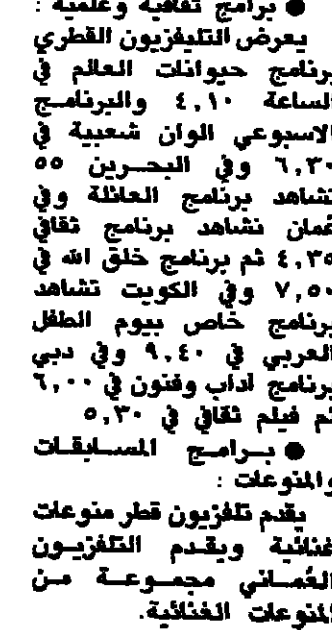 ● برامج ثقافية وعلمية :
يعرض التليفزيون القطري
برنامج حيوانات العالم في
الساعة ٤,١٠ والبرنامج
الاسبوعي الوان شعبية في
٦,٣٠ وفي البحرين ٥٥
نشاهد برنامج العائلة وفي
عمان نشاهد برنامج ثقافي
٤,٣٥ ثم برنامج خلق الله في
٧,٥٠ وفي الكويت تشاهد
برنامج خاص بيوم الطفل
العربي في ٩,٤٠ وفي دبي
برنامج اداب وفنون في ٦,٠٠
ثم فيلم ثقافي في ٥,٣٠
● برامج المسابقات
والمنوعات :
يقدم تلفزيون قطر منوعات
غنائية ويقدم التلفزيون
العُماني مجموعة من
المنوعات الغنائية.